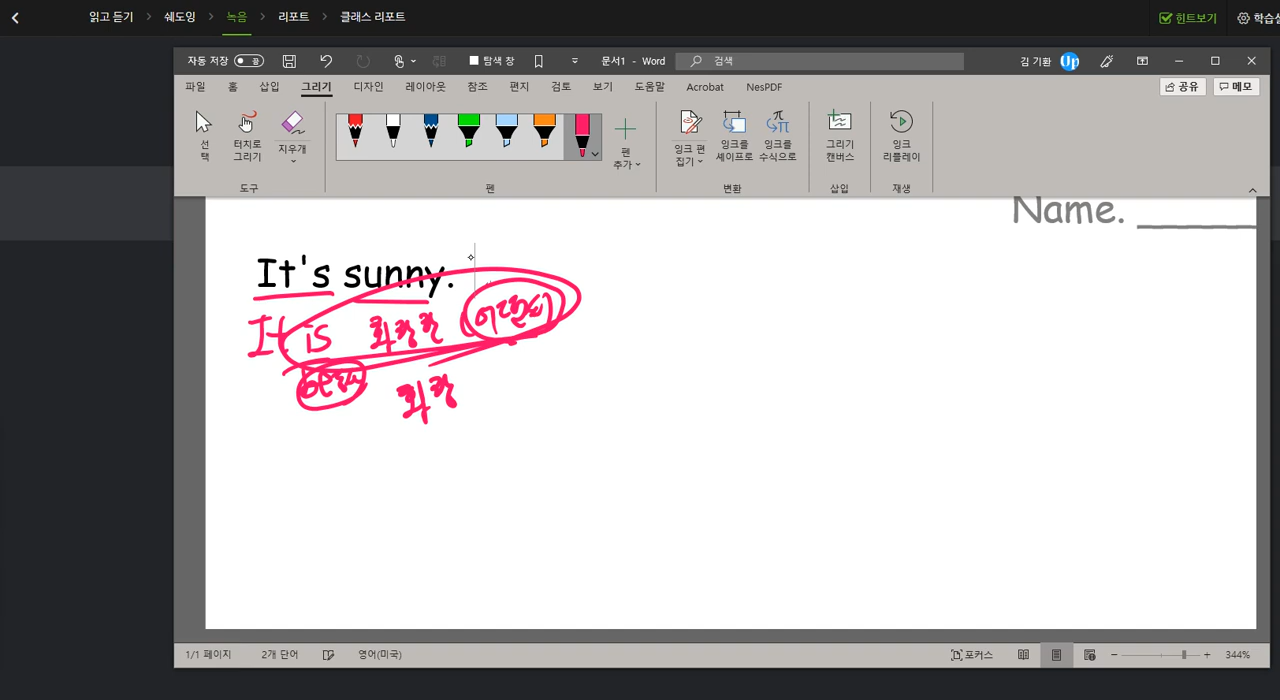 읽고 듣기 쉐도잉 녹음 리포트 클래스 리포트 힌트보기
자동 저장 끔 탐색 창 문서1 - Word 검색 김 기환 Up
파일 홈 삽입 그리기 디자인 레이아웃 참조 편지 검토 보기 도움말 Acrobat NesPDF 공유 메모
선택 터치로 그리기 지우개 펜 추가 잉크 편집기 잉크를 셰이프로 잉크를 수식으로 그리기 캔버스 잉크 리플레이
도구 펜 변환 삽입 재생
Name.
It's sunny.
It is 화창한
화창
1/1 페이지 2개 단어 영어(미국) 포커스 344%